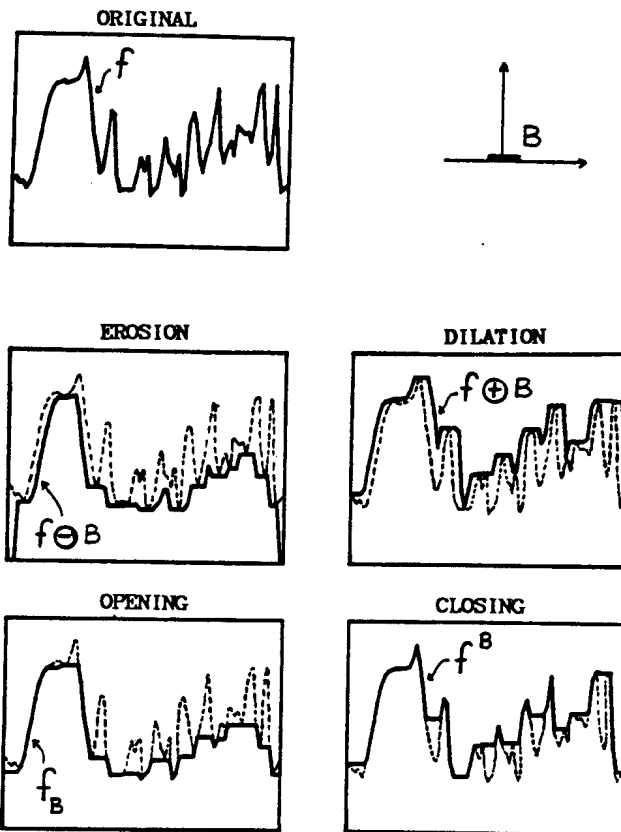 ORIGINAL
f
B
EROSION
f ⊖ B
DILATION
f ⊕ B
OPENING
f_B
CLOSING
f^B